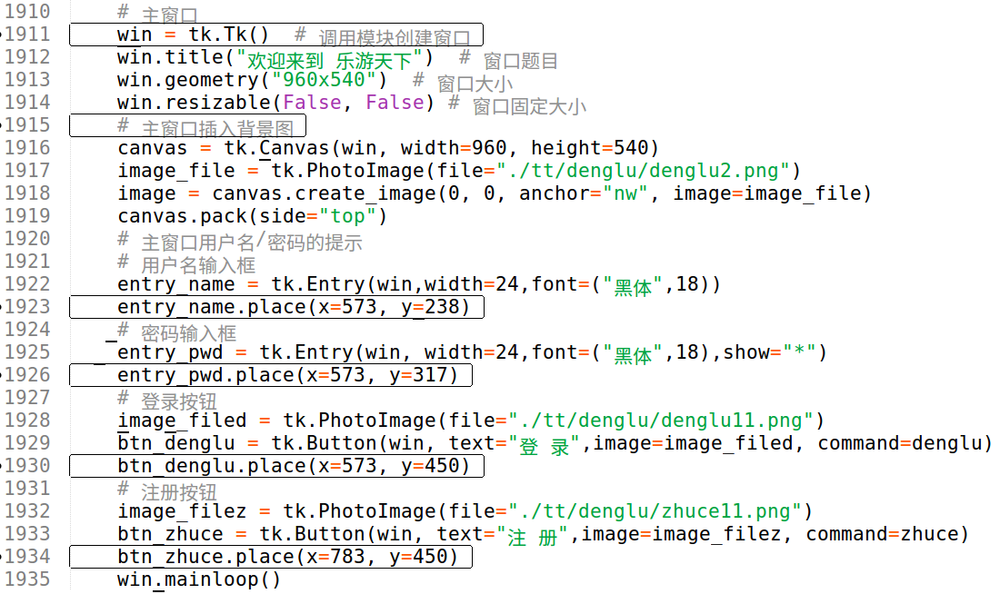 1910 # 主窗口
1911 win = tk.Tk() # 调用模块创建窗口
1912 win.title("欢迎来到 乐游天下") # 窗口题目
1913 win.geometry("960x540") # 窗口大小
1914 win.resizable(False, False) # 窗口固定大小
1915 # 主窗口插入背景图
1916 canvas = tk.Canvas(win, width=960, height=540)
1917 image_file = tk.PhotoImage(file="./tt/denglu/denglu2.png")
1918 image = canvas.create_image(0, 0, anchor="nw", image=image_file)
1919 canvas.pack(side="top")
1920 # 主窗口用户名/密码的提示
1921 # 用户名输入框
1922 entry_name = tk.Entry(win,width=24,font=("黑体",18))
1923 entry_name.place(x=573, y=238)
1924 # 密码输入框
1925 entry_pwd = tk.Entry(win, width=24,font=("黑体",18),show="*")
1926 entry_pwd.place(x=573, y=317)
1927 # 登录按钮
1928 image_filed = tk.PhotoImage(file="./tt/denglu/denglu11.png")
1929 btn_denglu = tk.Button(win, text="登 录",image=image_filed, command=denglu)
1930 btn_denglu.place(x=573, y=450)
1931 # 注册按钮
1932 image_filez = tk.PhotoImage(file="./tt/denglu/zhuce11.png")
1933 btn_zhuce = tk.Button(win, text="注 册",image=image_filez, command=zhuce)
1934 btn_zhuce.place(x=783, y=450)
1935 win.mainloop()